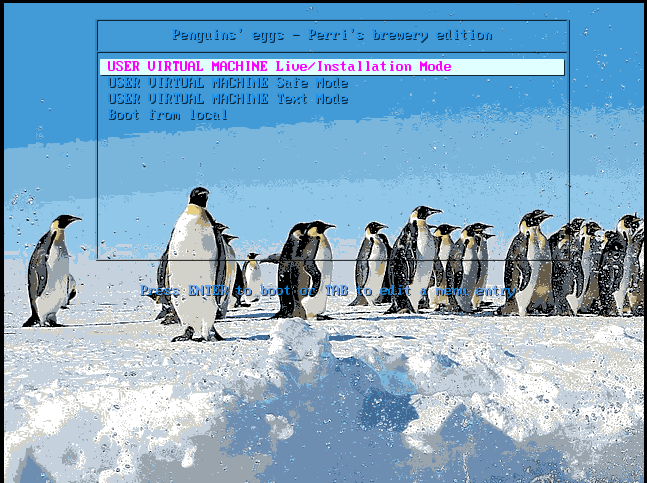 Penguins' eggs - Perri's brewery edition
USER VIRTUAL MACHINE Live/Installation Mode
USER VIRTUAL MACHINE Safe Mode
USER VIRTUAL MACHINE Text Mode
Boot from local
Press ENTER to boot or TAB to edit a menu entry